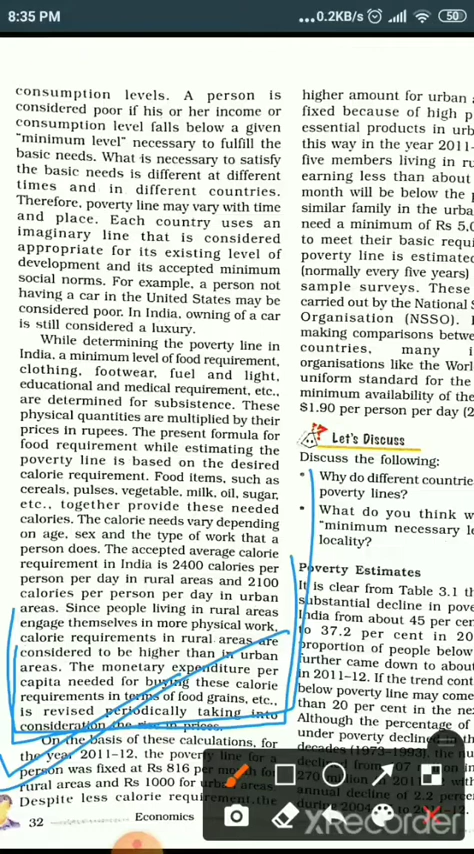 8:35 PM
...0.2KB/s
50
consumption levels. A person is
considered poor if his or her income or
consumption level falls below a given
"minimum level" necessary to fulfill the
basic needs. What is necessary to satisfy
the basic needs is different at different
times and in different countries.
Therefore, poverty line may vary with time
and place. Each country uses an
imaginary line that is considered
appropriate for its existing level of
development and its accepted minimum
social norms. For example, a person not
having a car in the United States may be
considered poor. In India, owning of a car
is still considered a luxury.
While determining the poverty line in
India, a minimum level of food requirement,
clothing, footwear, fuel and light,
educational and medical requirement, etc.,
are determined for subsistence. These
physical quantities are multiplied by their
prices in rupees. The present formula for
food requirement while estimating the
poverty line is based on the desired
calorie requirement. Food items, such as
cereals, pulses, vegetable, milk, oil, sugar,
etc., together provide these needed
calories. The calorie needs vary depending
on age, sex and the type of work that a
person does. The accepted average calorie
requirement in India is 2400 calories per
person per day in rural areas and 2100
calories per person per day in urban
areas. Since people living in rural areas
engage themselves in more physical work,
calorie requirements in rural areas are
considered to be higher than in urban
areas. The monetary expenditure per
capita needed for buying these calorie
requirements in terms of food grains, etc.,
is revised periodically taking into
consideration the rise in prices.
On the basis of these calculations, for
the year 2011-12, the poverty line for a
person was fixed at Rs 816 per month for
rural areas and Rs 1000 for urban areas.
Despite less calorie requirement, the
32
Economics
higher amount for urban
fixed because of high
essential products in
this way in the year 2011-
five members living in
earning less than about
month will be below the
similar family in the
need a minimum of Rs
to meet their basic
poverty line is estimated
(normally every five years)
sample surveys. These
carried out by the National
Organisation (NSSO).
making comparisons
countries, many
organisations like the
uniform standard for the
minimum availability of the
$1.90 per person per day
Let's Discuss
Discuss the following:
• Why do different
poverty lines?
• What do you think
"minimum necessary
locality?
Poverty Estimates
It is clear from Table 3.1
substantial decline in
India from about 45 per
to 37.2 per cent in
proportion of people below
further came down to about
in 2011-12. If the trend
below poverty line may
than 20 per cent in the
Although the percentage of
under poverty
decades (1973-1993), the
annual decline of 2.2
XRecorder